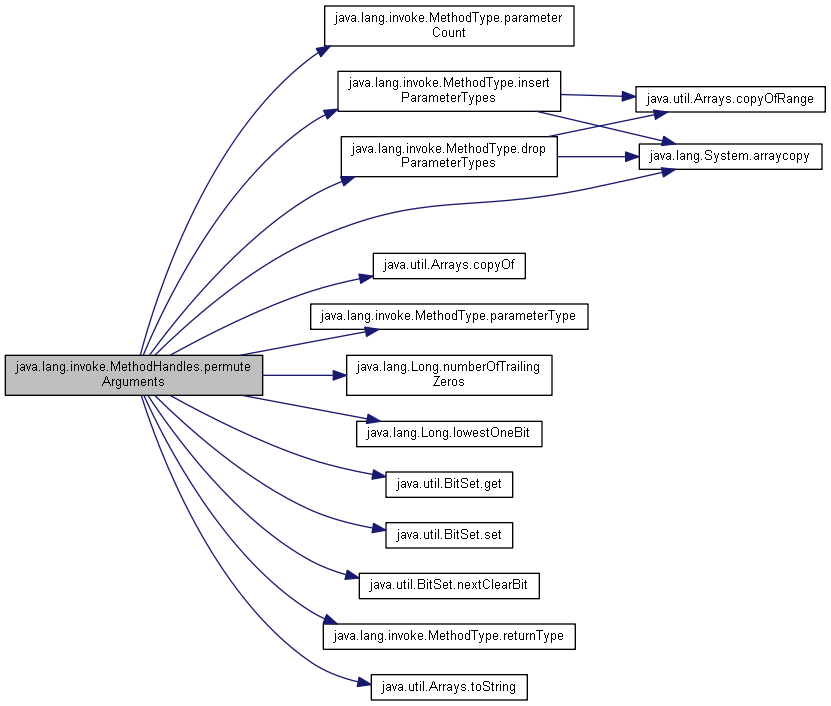 java.lang.invoke.MethodType.parameter
Count
java.lang.invoke.MethodType.insert
ParameterTypes
java.util.Arrays.copyOfRange
java.lang.invoke.MethodType.drop
ParameterTypes
java.lang.System.arraycopy
java.util.Arrays.copyOf
java.lang.invoke.MethodType.parameterType
java.lang.invoke.MethodHandles.permute
Arguments
java.lang.Long.numberOfTrailing
Zeros
java.lang.Long.lowestOneBit
java.util.BitSet.get
java.util.BitSet.set
java.util.BitSet.nextClearBit
java.lang.invoke.MethodType.returnType
java.util.Arrays.toString